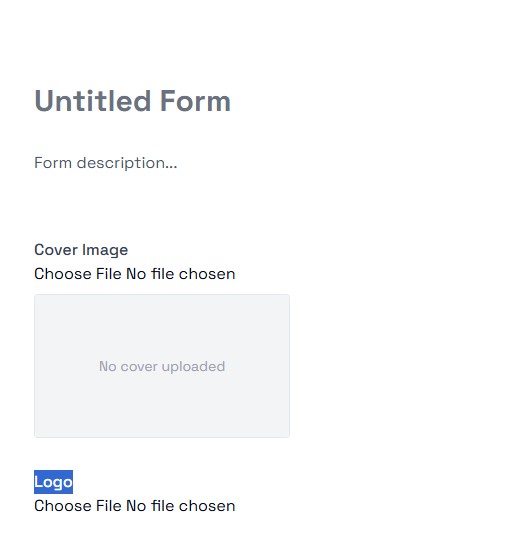 Untitled Form
Form description...
Cover Image
Choose File No file chosen
No cover uploaded
Logo
Choose File No file chosen